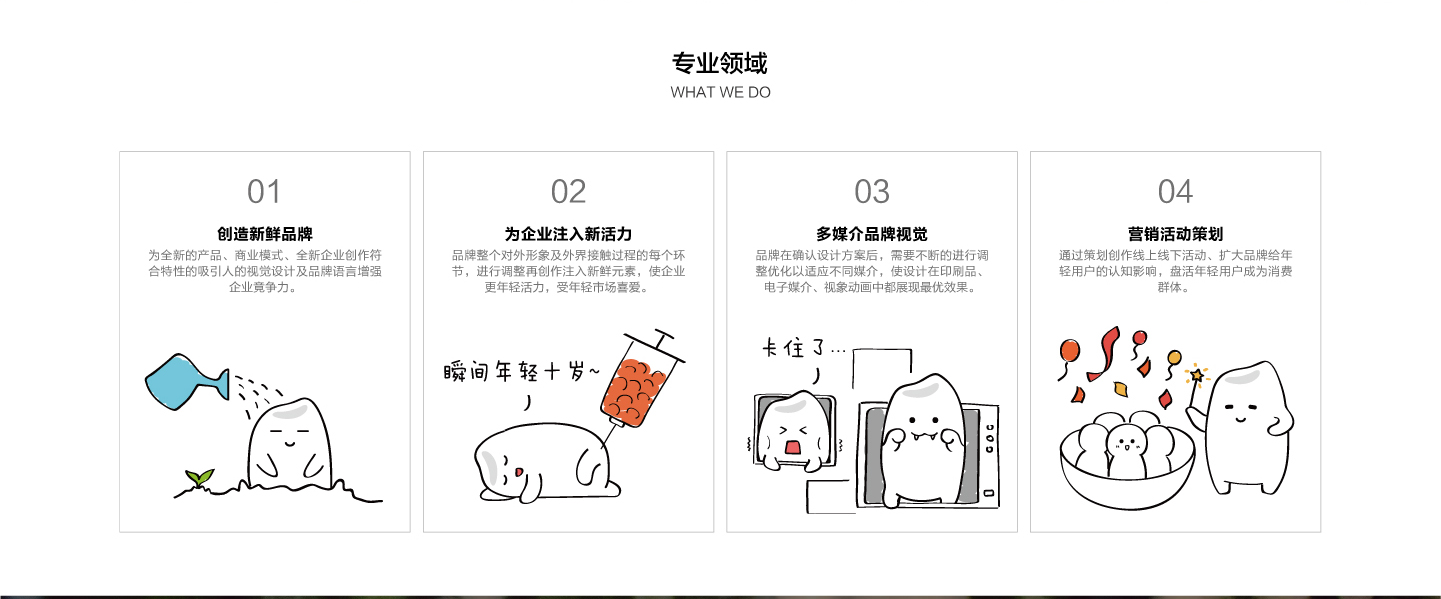 专业领域
WHAT WE DO
01
创造新鲜品牌
为全新的产品、商业模式、全新企业创作符
合特性的吸引人的视觉设计及品牌语言增强
企业竟争力。
02
为企业注入新活力
品牌整个对外形象及外界接触过程的每个环
节，进行调整再创作注入新鲜元素，使企业
更年轻活力，受年轻市场喜爱。
瞬间年轻十岁~
03
多媒介品牌视觉
品牌在确认设计方案后，需要不断的进行调
整优化以适应不同媒介，使设计在印刷品、
电子媒介、视象动画中都展现最优效果。
卡住了...
04
营销活动策划
通过策划创作线上线下活动、扩大品牌给年
轻用户的认知影响，盘活年轻用户成为消费
群体。